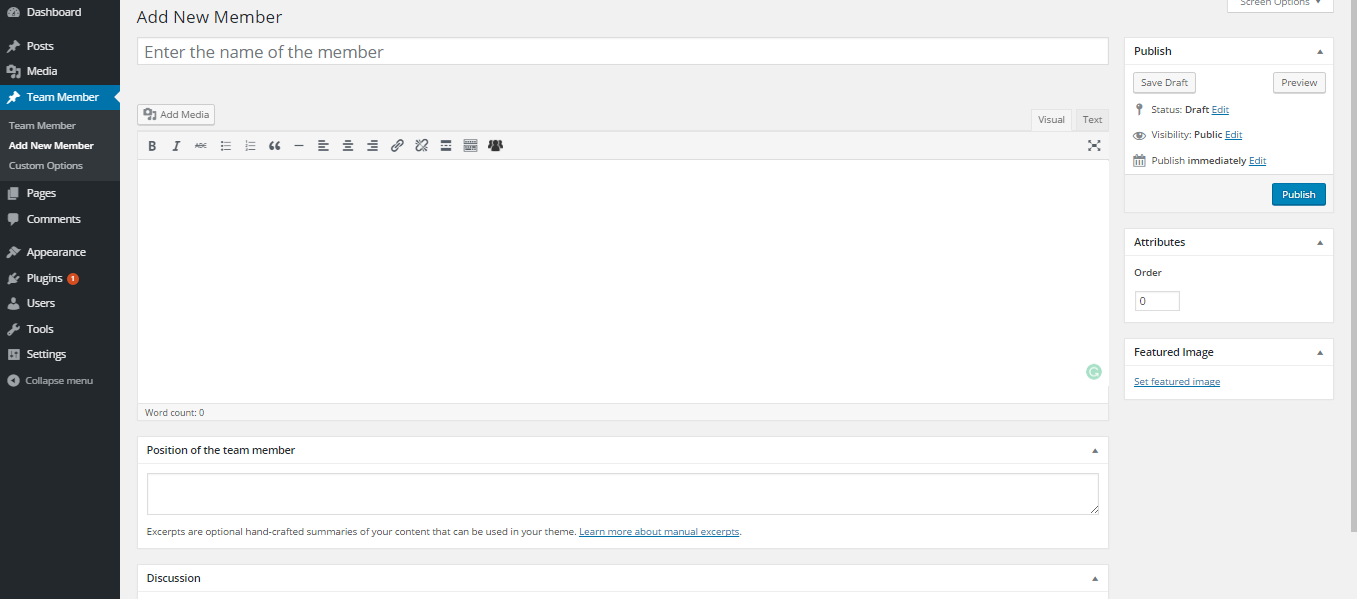 Dashboard
Posts
Media
Team Member
Team Member
Add New Member
Custom Options
Pages
Comments
Appearance
Plugins 1
Users
Tools
Settings
Collapse menu
Screen Options
Add New Member
Enter the name of the member
Add Media
Visual Text
B I ABC
Word count: 0
Position of the team member
Excerpts are optional hand-crafted summaries of your content that can be used in your theme. Learn more about manual excerpts.
Discussion
Publish
Save Draft Preview
Status: Draft Edit
Visibility: Public Edit
Publish immediately Edit
Publish
Attributes
Order
0
Featured Image
Set featured image